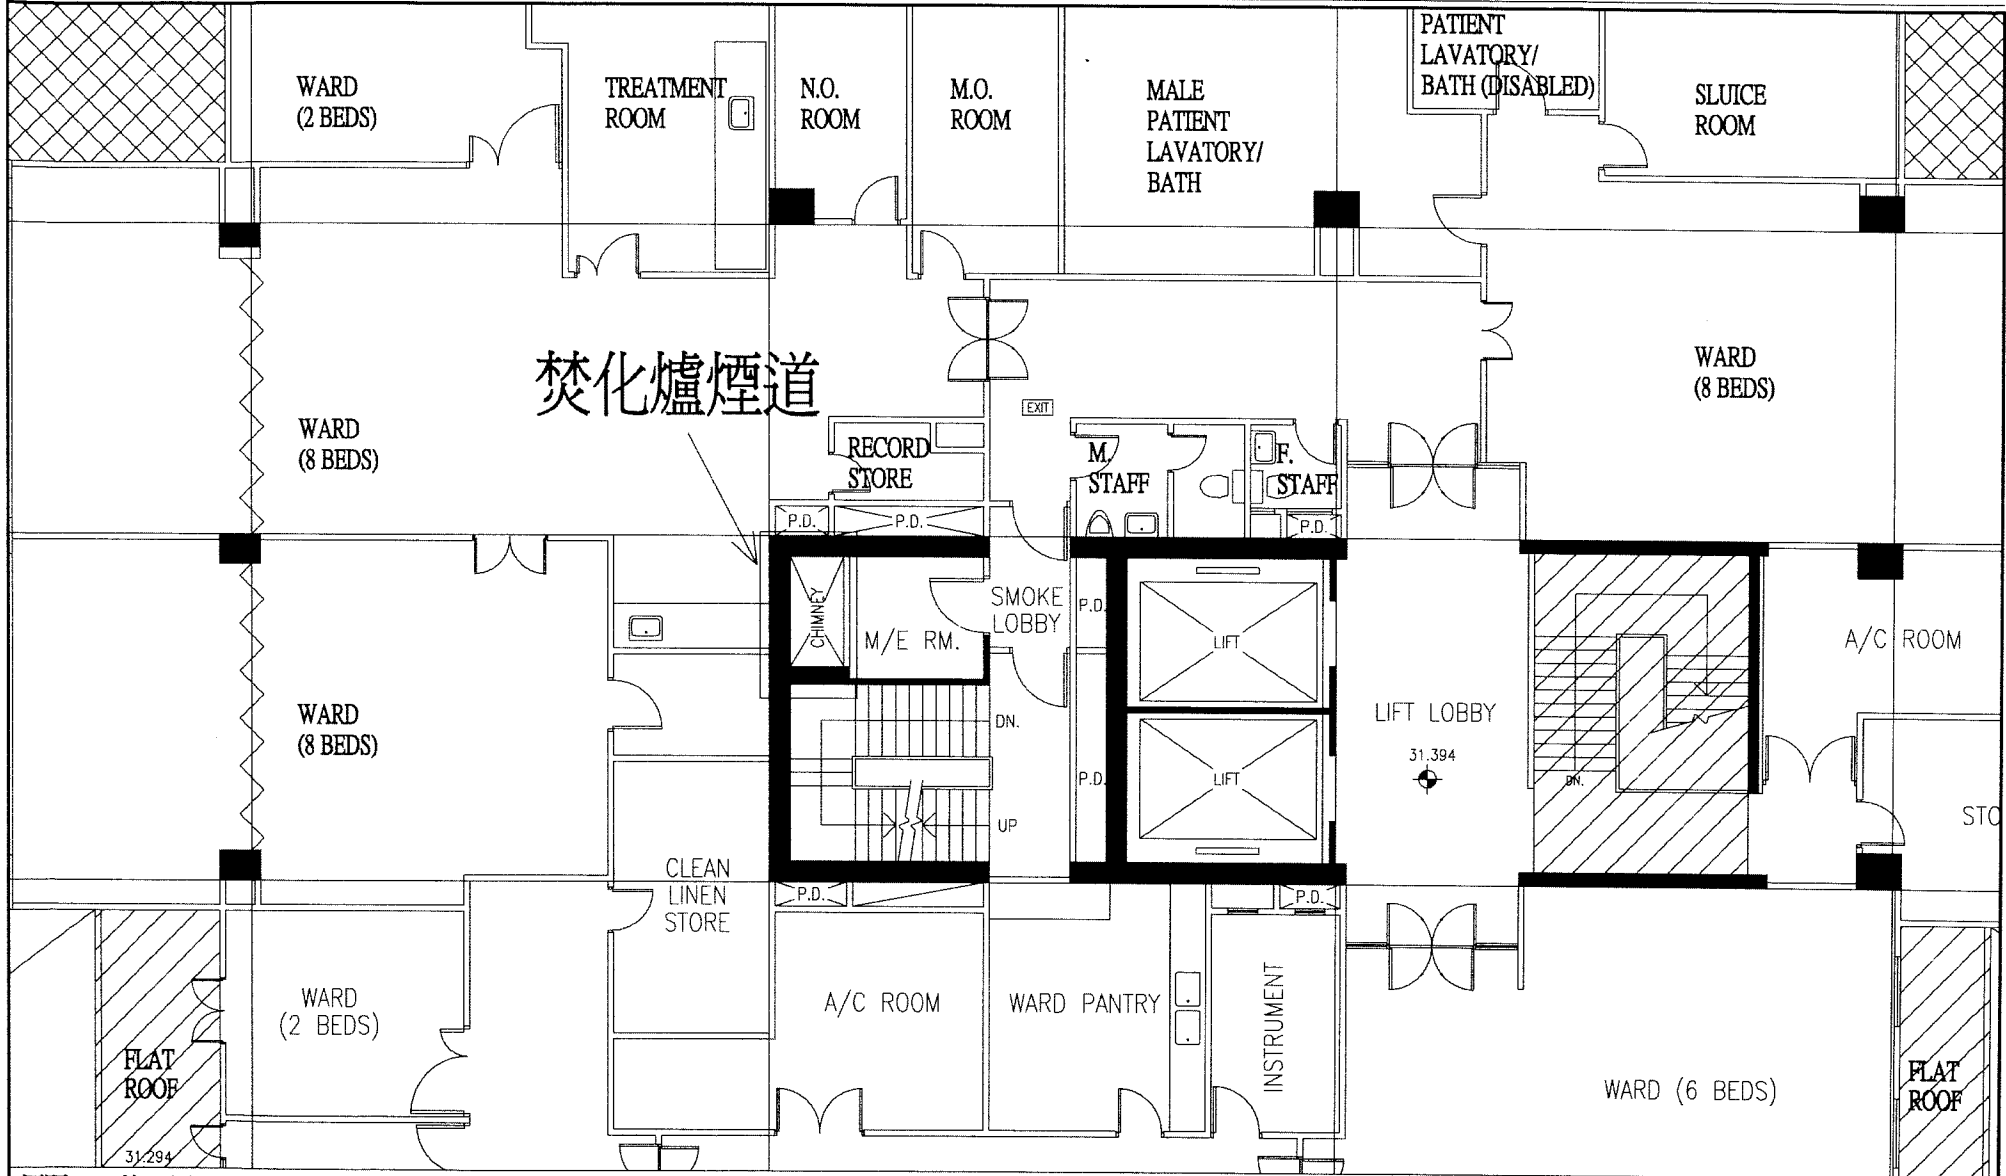 WARD
(2 BEDS)
TREATMENT
ROOM
N.O.
ROOM
M.O.
ROOM
MALE
PATIENT
LAVATORY/
BATH
PATIENT
LAVATORY/
BATH (DISABLED)
SLUICE
ROOM
焚化爐煙道
WARD
(8 BEDS)
RECORD
STORE
EXIT
M.
STAFF
F.
STAFF
WARD
(8 BEDS)
P.D.
P.D.
P.D.
CHIMNEY
M/E RM.
SMOKE
LOBBY
P.D.
LIFT
LIFT LOBBY
31.394
A/C ROOM
WARD
(8 BEDS)
DN.
UP
P.D.
LIFT
DN.
STO
CLEAN
LINEN
STORE
P.D.
P.D.
WARD
(2 BEDS)
A/C ROOM
WARD PANTRY
INSTRUMENT
WARD (6 BEDS)
FLAT
ROOF
31.294
FLAT
ROOF